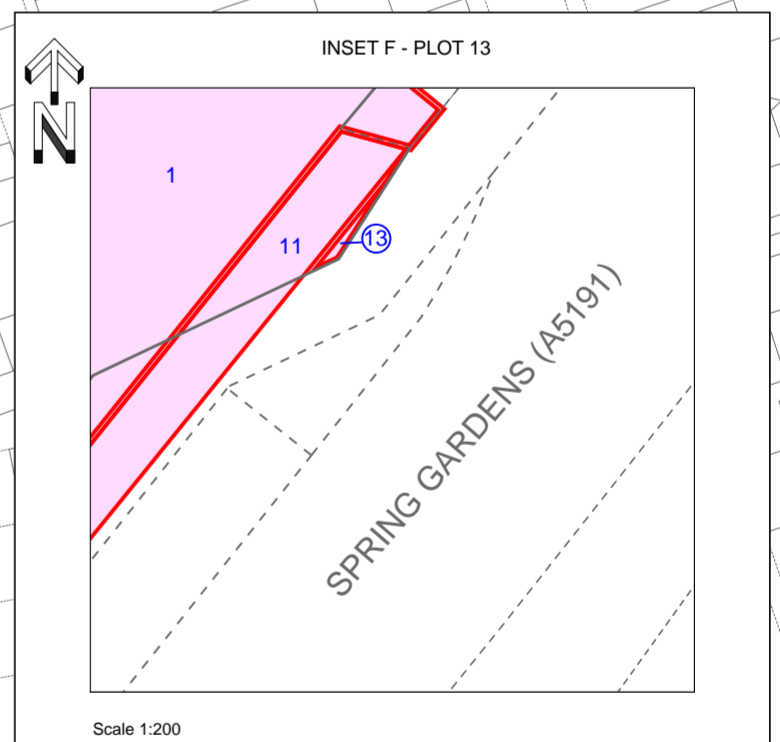 INSET F - PLOT 13
N
1
11
13
SPRING GARDENS (A5191)
Scale 1:200